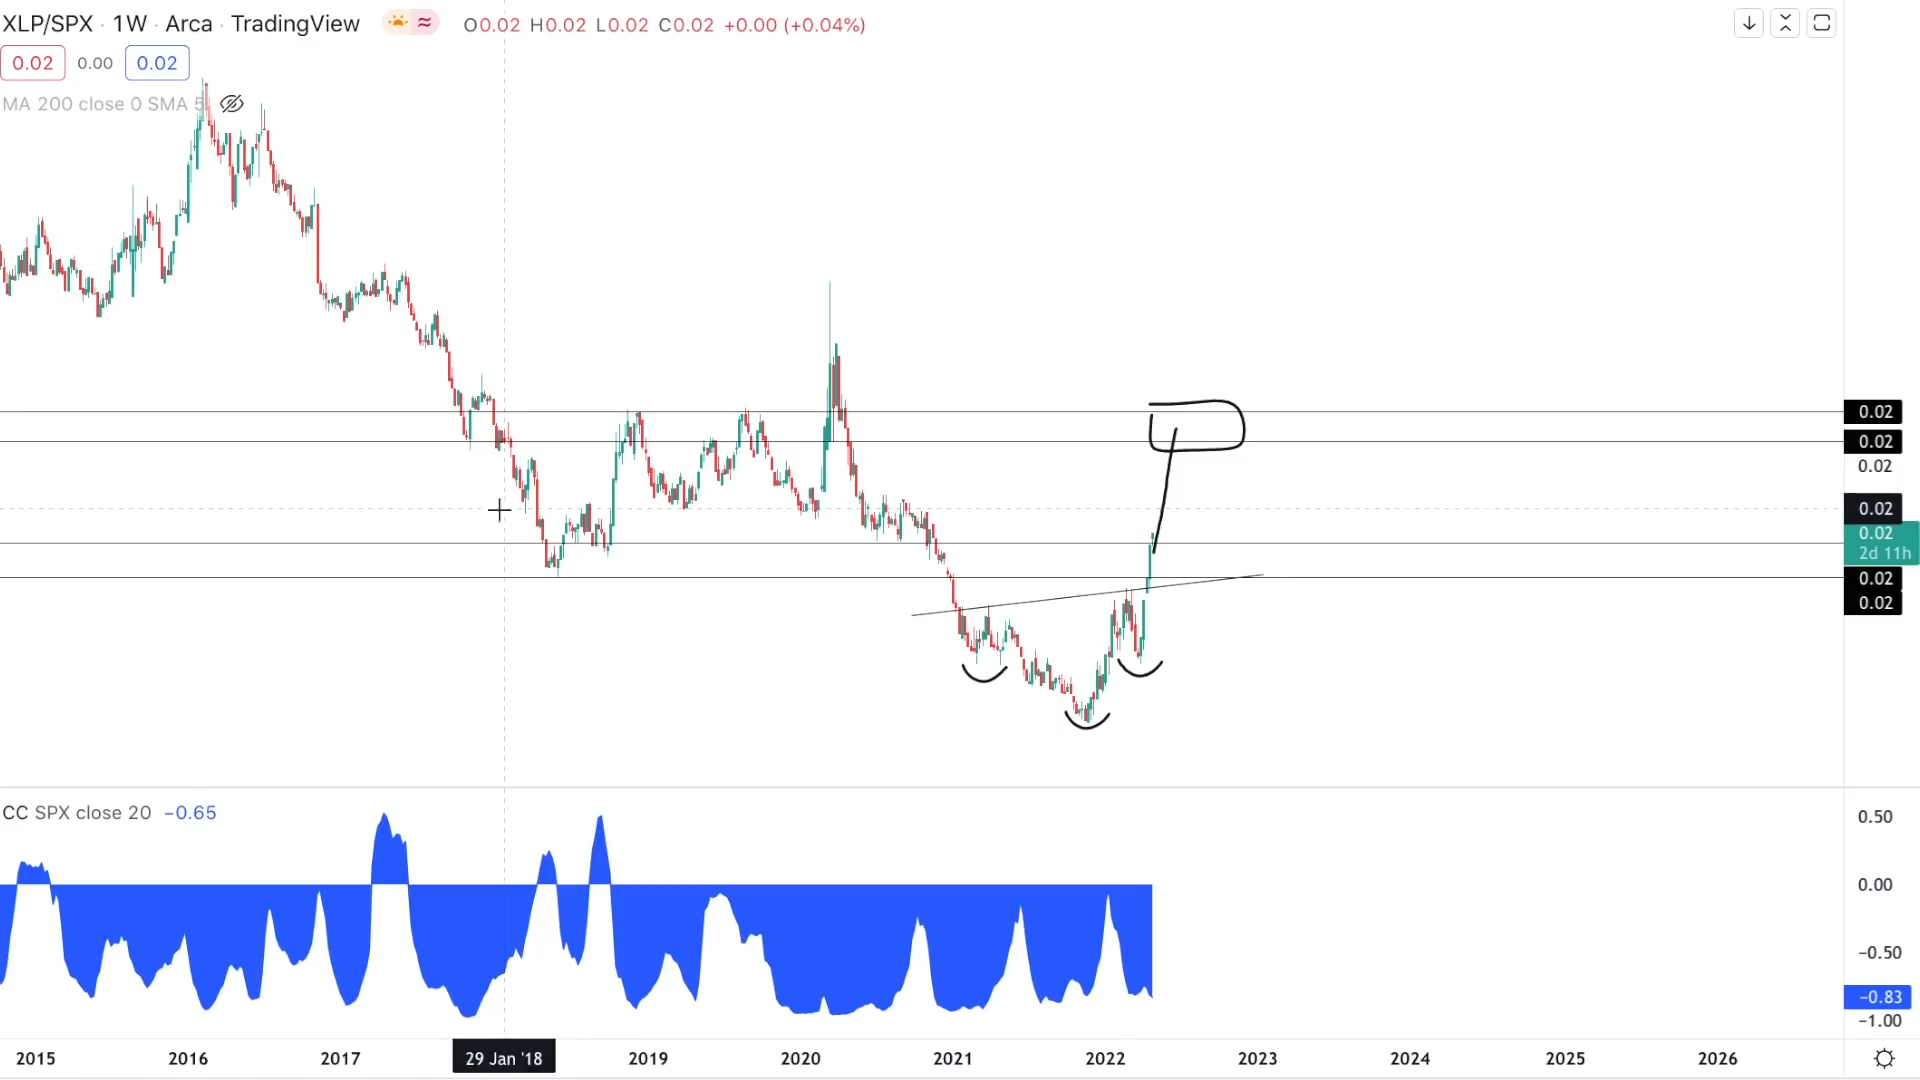 XLP/SPX · 1W · Arca · TradingView O0.02 H0.02 L0.02 C0.02 +0.00 (+0.04%)
0.02 0.00 0.02
MA 200 close 0 SMA 5
0.02
0.02
0.02
0.02
0.02
2d 11h
0.02
0.02
CC SPX close 20 −0.65
0.50
0.00
−0.50
−0.83
−1.00
2015 2016 2017 29 Jan '18 2019 2020 2021 2022 2023 2024 2025 2026